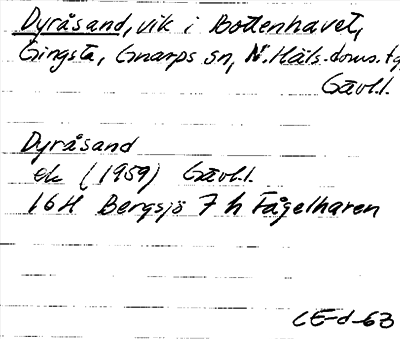 Dyråsand, vik i Bottenhavet,
Gingsta, Gnarps sn, N. Häls. doms. tg
Gävl.l.
Dyråsand
ek (1959) Gävl.l.
16H Bergsjö 7 h Fågelharen
CE-d-63